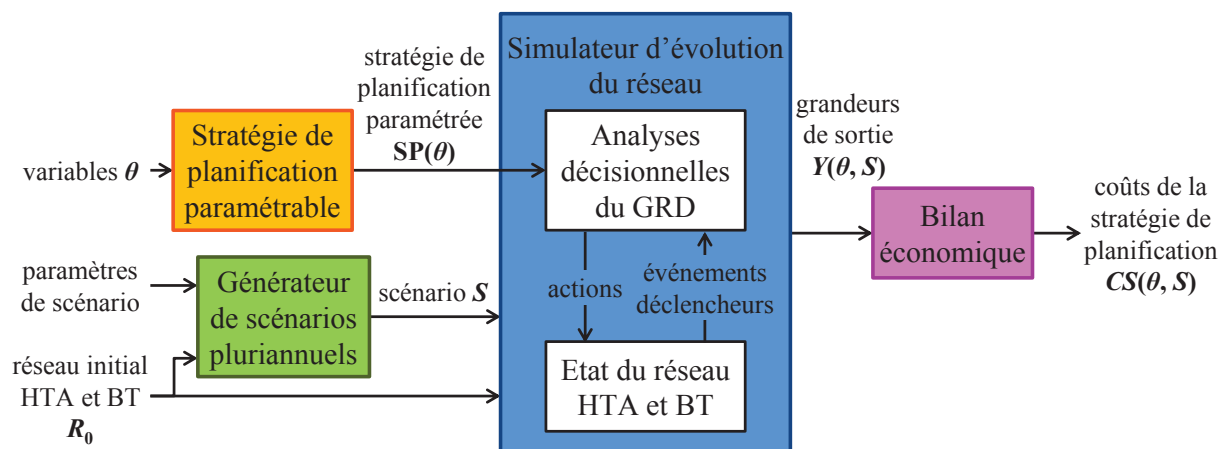 variables θ
Stratégie de
planification
paramétrable
stratégie de
planification
paramétrée
SP(θ)
paramètres
de scénario
réseau initial
HTA et BT
R0
Générateur
de scénarios
pluriannuels
scénario S
Simulateur d’évolution
du réseau
Analyses
décisionnelles
du GRD
actions
événements
déclencheurs
Etat du réseau
HTA et BT
grandeurs
de sortie
Y(θ, S)
Bilan
économique
coûts de la
stratégie de
planification
CS(θ, S)